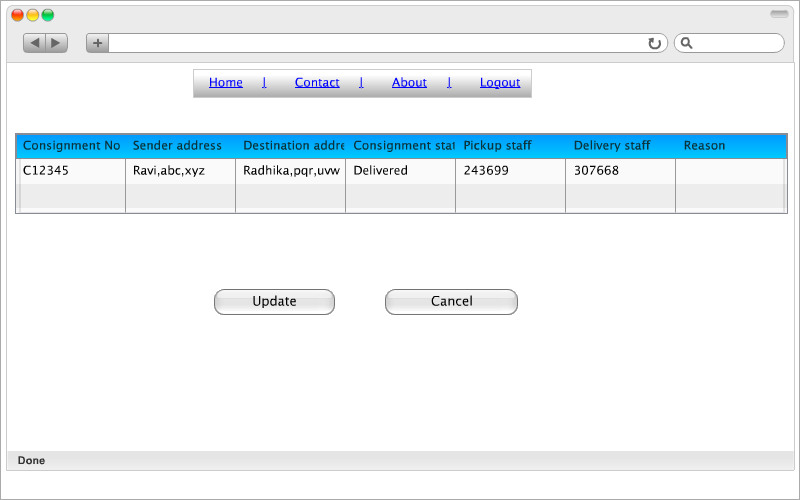 Home | Contact | About | Logout
Consignment No Sender address Destination addre Consignment stat Pickup staff Delivery staff Reason
C12345 Ravi,abc,xyz Radhika,pqr,uvw Delivered 243699 307668
Update Cancel
Done